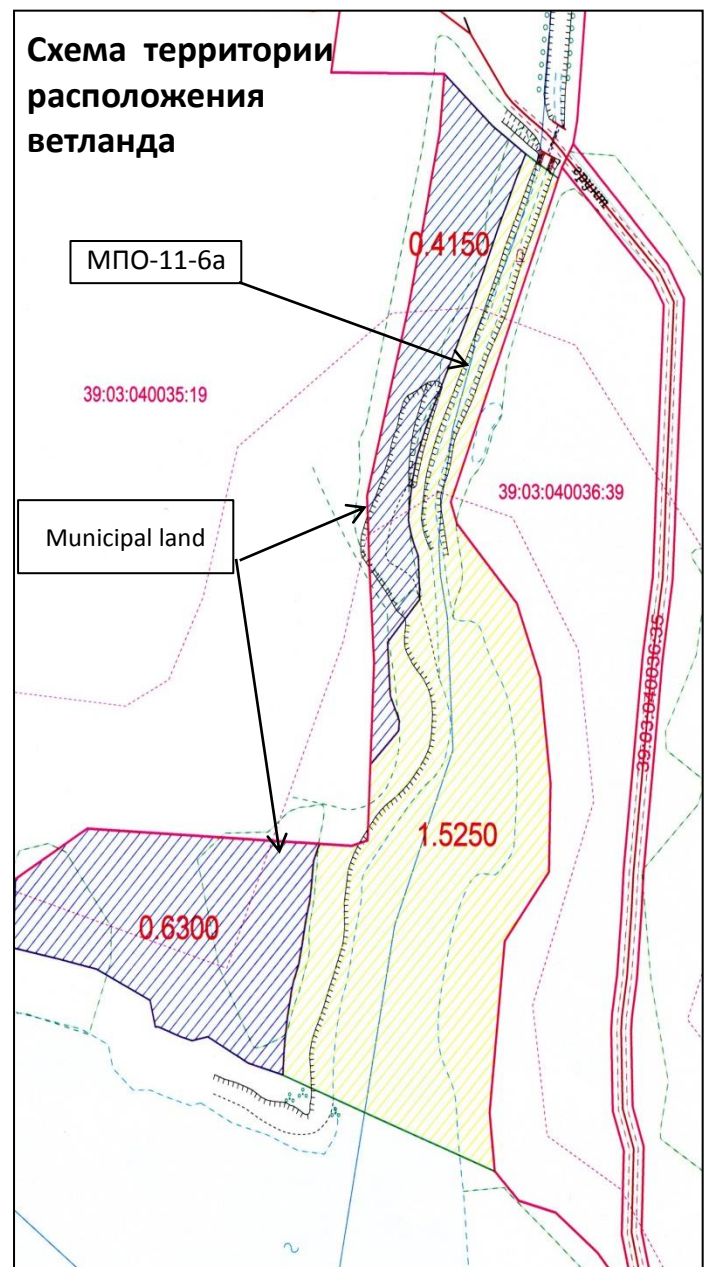 Схема территории
расположения
ветланда
грунт
0.4150
МПО-11-6а
39:03:040035:19
39:03:040036:39
Municipal land
39:03:040036:35
1.5250
0.6300